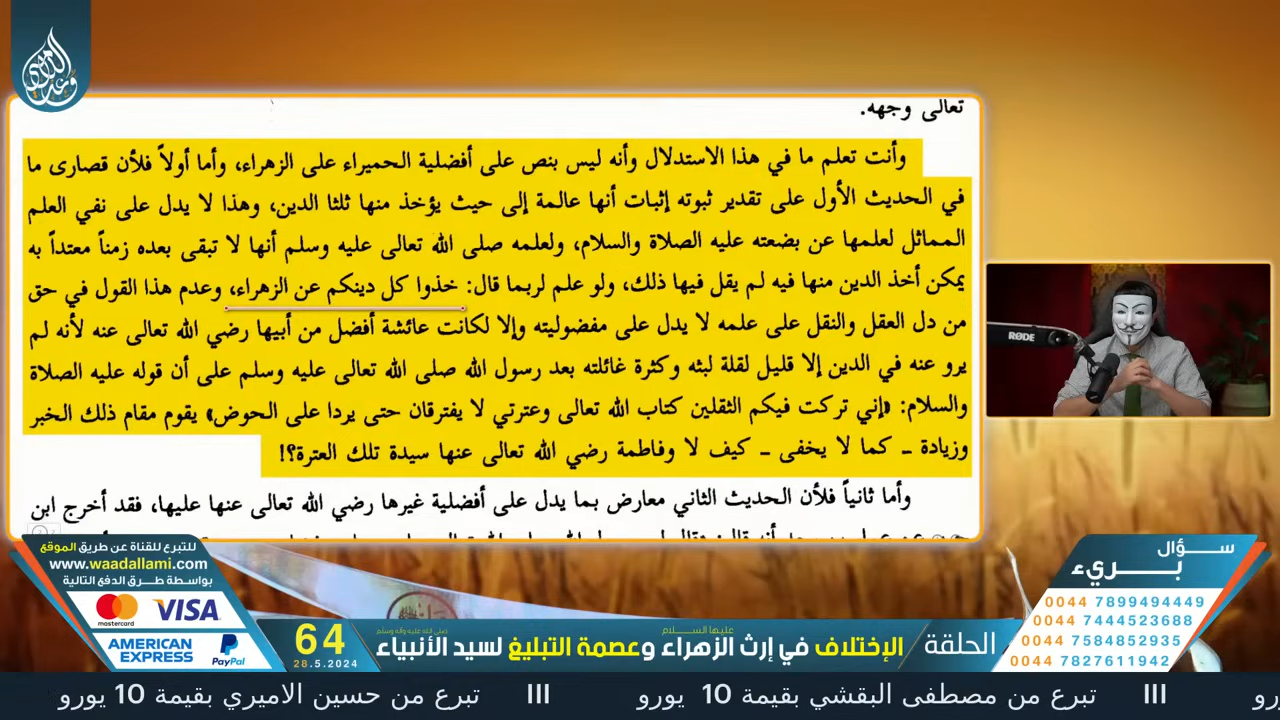 تعالى وجهه.
وأنت تعلم ما في هذا الاستدلال وأنه ليس بنص على أفضلية الحميراء على الزهراء، وأما أولاً فلأن قصارى ما
في الحديث الأول على تقدير ثبوته إثبات أنها عالمة إلى حيث يؤخذ منها ثلثا الدين، وهذا لا يدل على نفي العلم
المماثل لعلمها عن بضعته عليه الصلاة والسلام، ولعلمه صلى الله تعالى عليه وسلم أنها لا تبقى بعده زمناً معتداً به
يمكن أخذ الدين منها فيه لم يقل فيها ذلك، ولو علم لربما قال: خذوا كل دينكم عن الزهراء، وعدم هذا القول في حق
من دل العقل والنقل على علمه لا يدل على مفضوليته وإلا لكانت عائشة أفضل من أبيها رضي الله تعالى عنه لأنه لم
يرو عنه في الدين إلا قليل لقلة لبثه وكثرة غائلته بعد رسول الله صلى الله تعالى عليه وسلم على أن قوله عليه الصلاة
والسلام: «إني تركت فيكم الثقلين كتاب الله تعالى وعترتي لا يفترقان حتى يردا على الحوض» يقوم مقام ذلك الخبر
وزيادة ـ كما لا يخفى ـ كيف لا وفاطمة رضي الله تعالى عنها سيدة تلك العترة؟!
وأما ثانياً فلأن الحديث الثاني معارض بما يدل على أفضلية غيرها رضي الله تعالى عنها عليها، فقد أخرج ابن
RODE
سؤال
بريء
0044 7899494449
0044 7444523688
0044 7584852935
0044 7827611942
الحلقة
الإختلاف في إرث الزهراء عليها السلام وعصمة التبليغ لسيد الأنبياء صلى الله عليه وآله وسلم
64
28.5.2024
للتبرع للقناة عن طريق الموقع
www.waadallami.com
بواسطة طرق الدفع التالية
mastercard
VISA
AMERICAN EXPRESS
PayPal
يورو III تبرع من مصطفى البقشي بقيمة 10 يورو III تبرع من حسين الاميري بقيمة 10 يورو